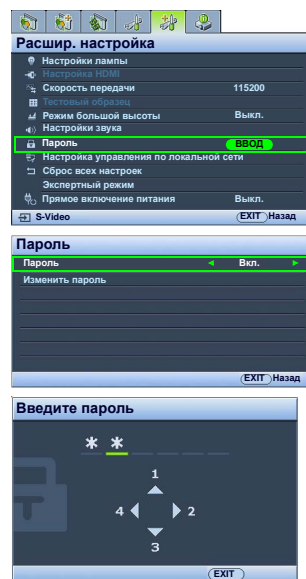 Расшир. настройка
Настройки лампы
Настройка HDMI
Скорость передачи 115200
Тестовый образец
Режим большой высоты Выкл.
Настройки звука
Пароль ВВОД
Настройка управления по локальной сети
Сброс всех настроек
Экспертный режим
Прямое включение питания Выкл.
S-Video EXIT Назад
Пароль
Пароль Вкл.
Изменить пароль
EXIT Назад
Введите пароль
* *
1
4 2
3
EXIT